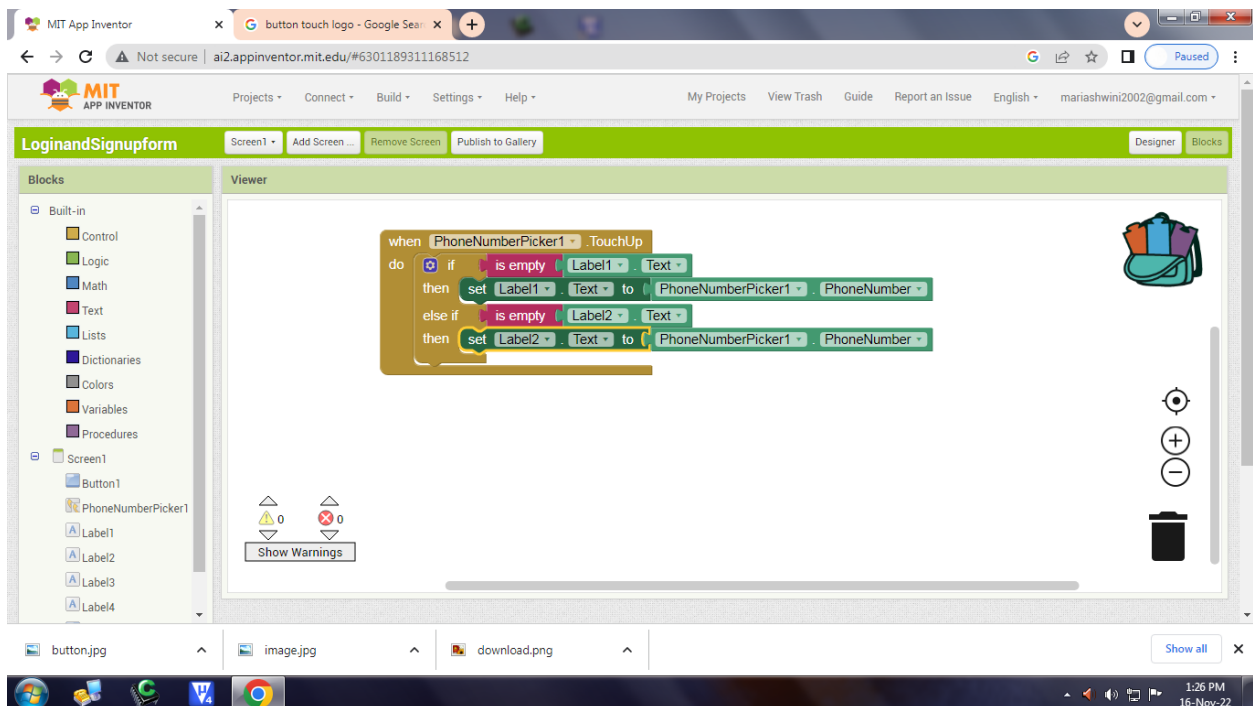 MIT App Inventor
button touch logo - Google Sear
Not secure | ai2.appinventor.mit.edu/#6301189311168512
Paused
MIT
APP INVENTOR
Projects Connect Build Settings Help My Projects View Trash Guide Report an Issue English mariashwini2002@gmail.com
LoginandSignupform Screen1 Add Screen ... Remove Screen Publish to Gallery Designer Blocks
Blocks
Viewer
Built-in
Control
Logic
Math
Text
Lists
Dictionaries
Colors
Variables
Procedures
Screen1
Button1
PhoneNumberPicker1
Label1
Label2
Label3
Label4
when PhoneNumberPicker1 .TouchUp
do if is empty Label1 . Text
then set Label1 . Text to PhoneNumberPicker1 . PhoneNumber
else if is empty Label2 . Text
then set Label2 . Text to PhoneNumberPicker1 . PhoneNumber
0 0
Show Warnings
button.jpg image.jpg download.png Show all
1:26 PM
16-Nov-22